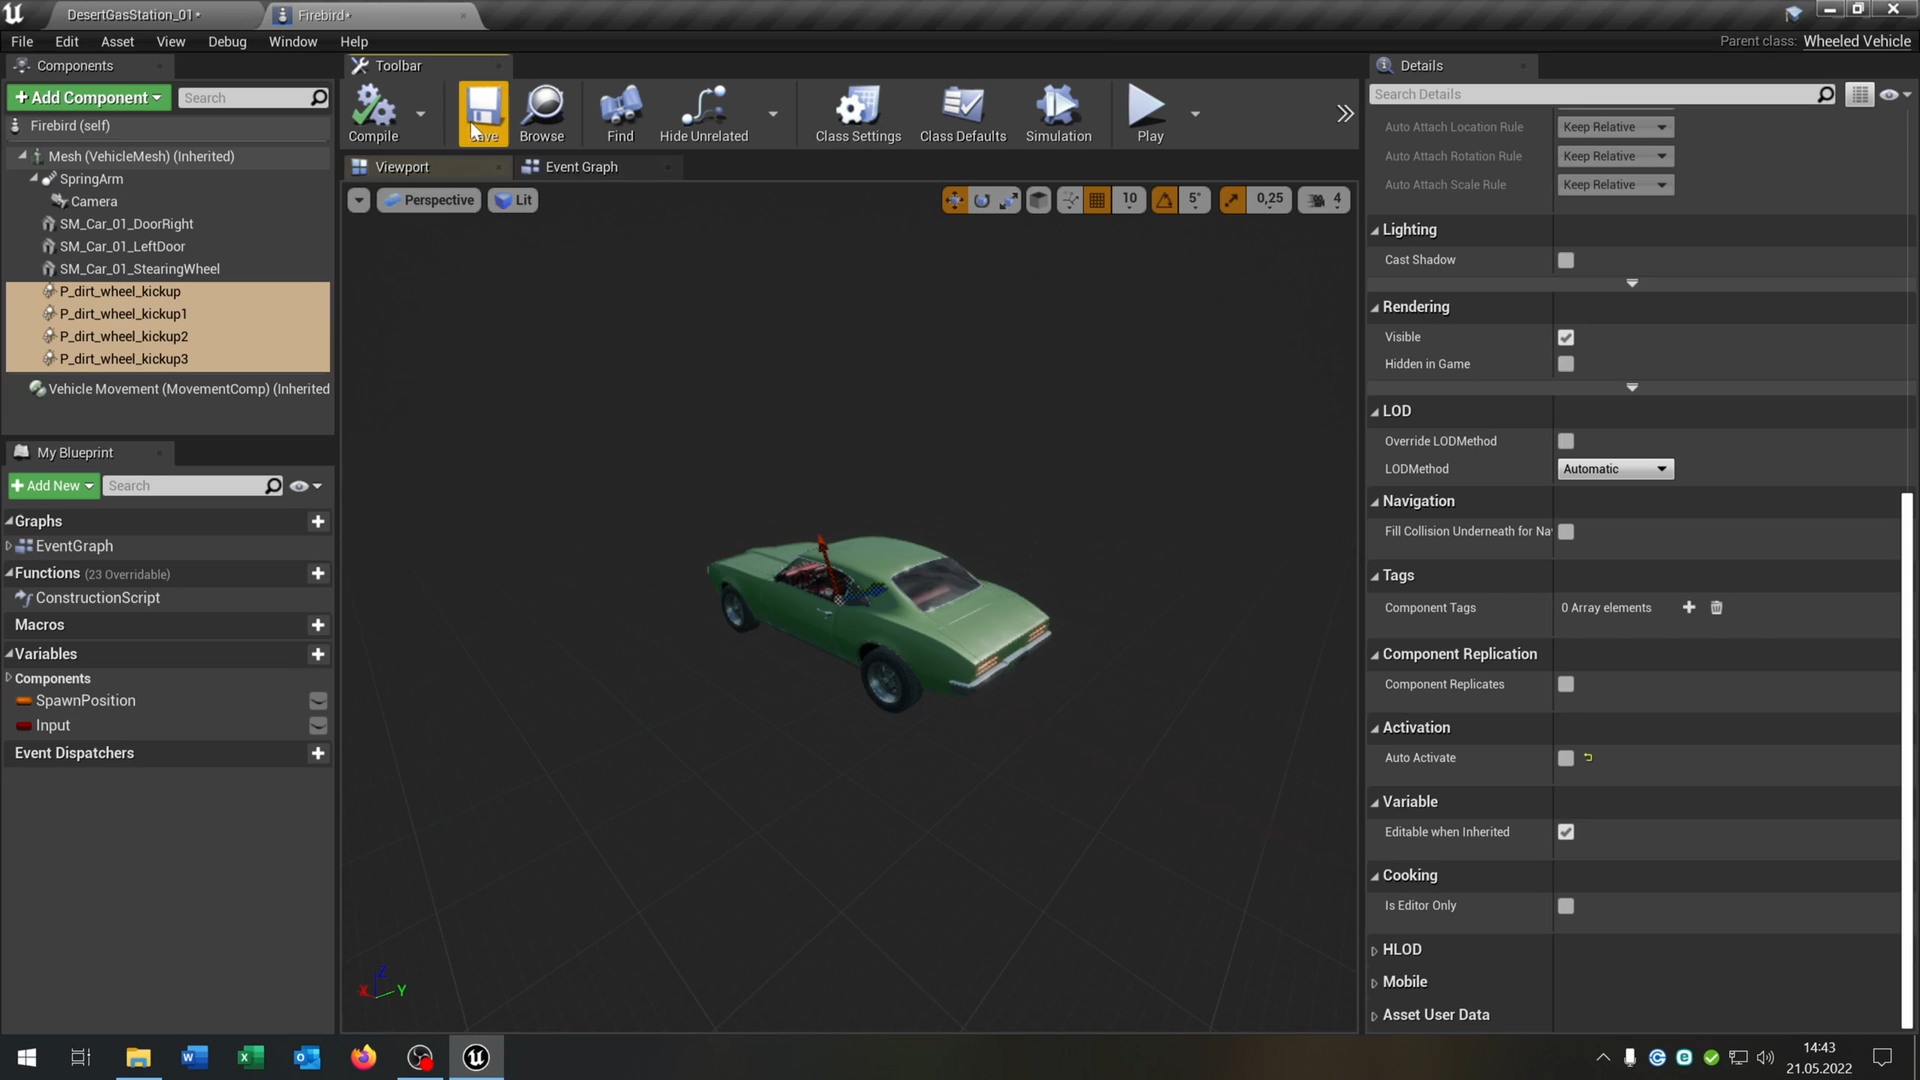 DesertGasStation_01*
Firebird*
File Edit Asset View Debug Window Help
Parent class: Wheeled Vehicle
Components
Toolbar
Details
Add Component
Search
Compile
Save
Browse
Find
Hide Unrelated
Class Settings
Class Defaults
Simulation
Play
Search Details
Firebird (self)
Mesh (VehicleMesh) (Inherited)
SpringArm
Camera
SM_Car_01_DoorRight
SM_Car_01_LeftDoor
SM_Car_01_StearingWheel
P_dirt_wheel_kickup
P_dirt_wheel_kickup1
P_dirt_wheel_kickup2
P_dirt_wheel_kickup3
Vehicle Movement (MovementComp) (Inherited
My Blueprint
Add New
Search
Graphs
EventGraph
Functions (23 Overridable)
ConstructionScript
Macros
Variables
Components
SpawnPosition
Input
Event Dispatchers
Viewport
Event Graph
Perspective
Lit
10
5°
0,25
4
Z
X
Y
Auto Attach Location Rule Keep Relative
Auto Attach Rotation Rule Keep Relative
Auto Attach Scale Rule Keep Relative
Lighting
Cast Shadow
Rendering
Visible
Hidden in Game
LOD
Override LODMethod
LODMethod Automatic
Navigation
Fill Collision Underneath for Na
Tags
Component Tags 0 Array elements
Component Replication
Component Replicates
Activation
Auto Activate
Variable
Editable when Inherited
Cooking
Is Editor Only
HLOD
Mobile
Asset User Data
14:43
21.05.2022